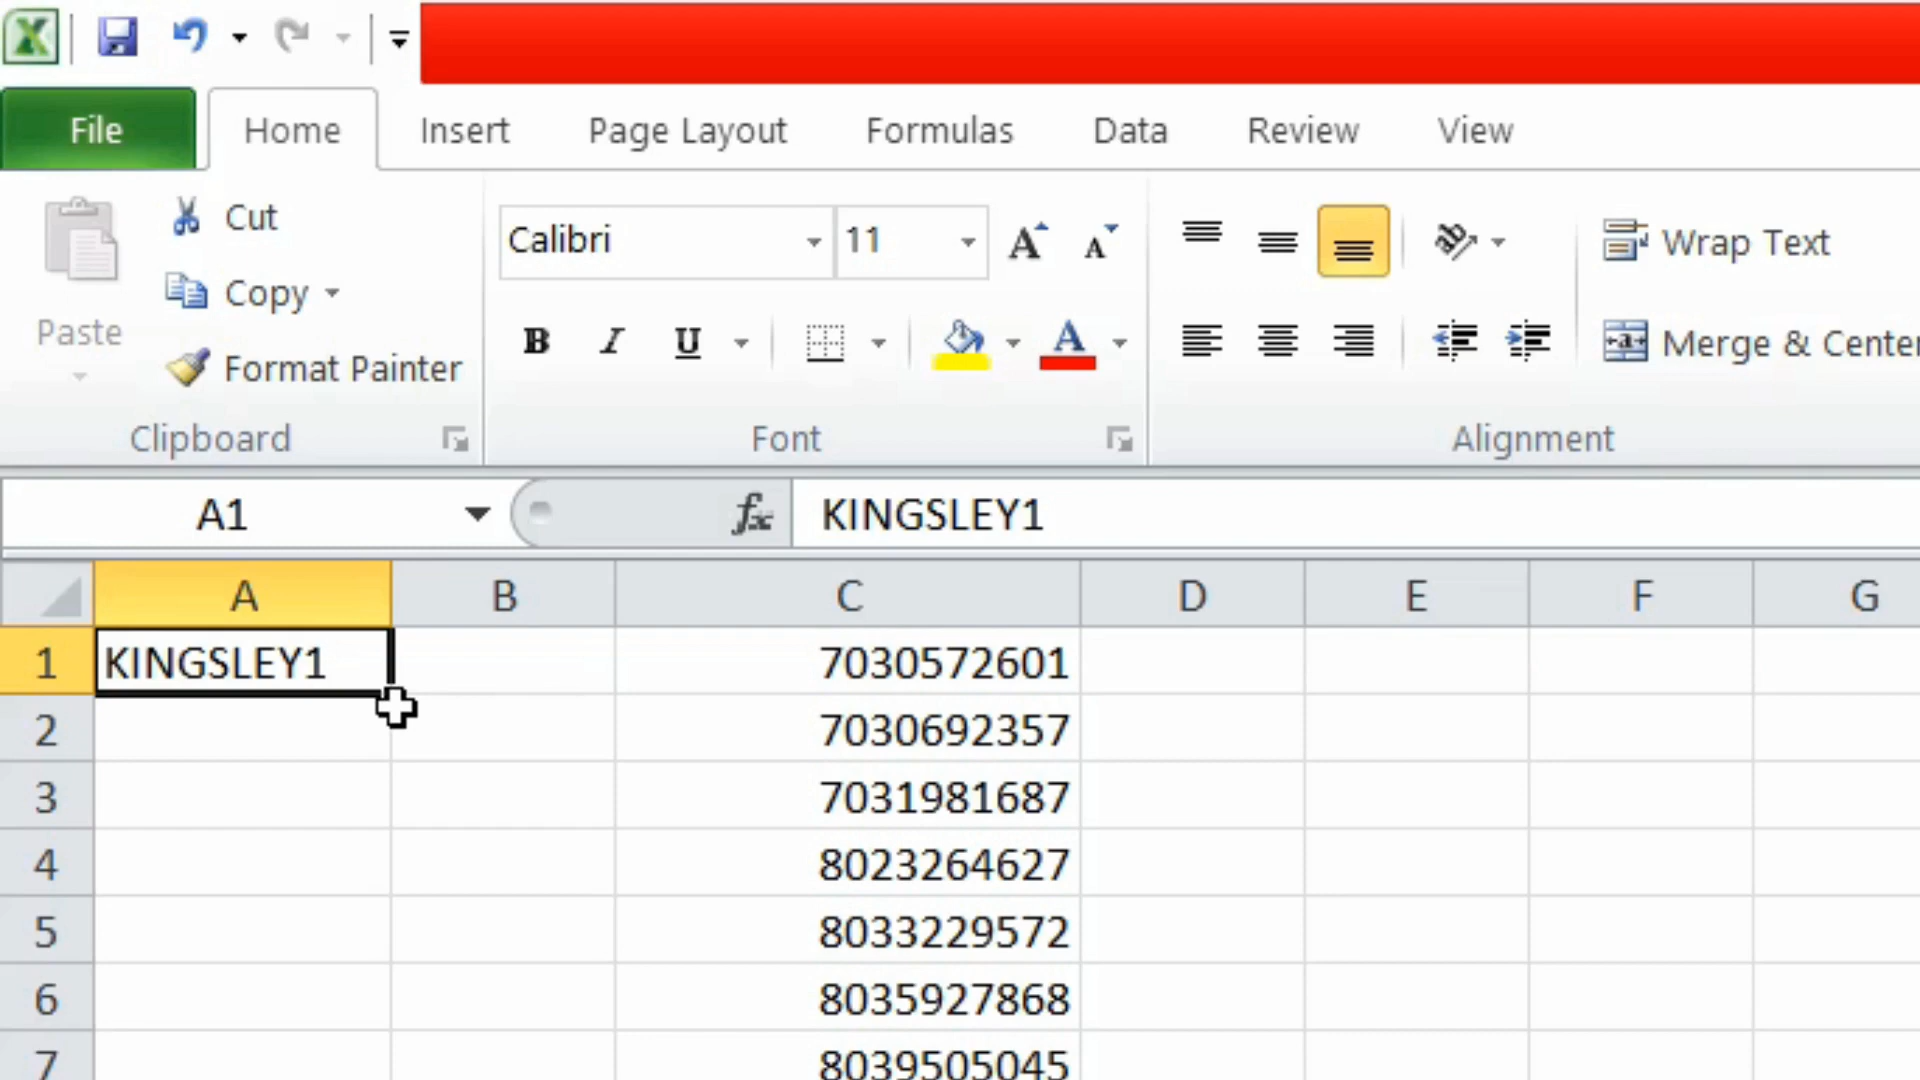 File Home Insert Page Layout Formulas Data Review View
Paste
Cut
Copy
Format Painter
Clipboard
Calibri 11
B I U
Font
Wrap Text
Merge & Center
Alignment
A1 fx KINGSLEY1
A B C D E F G
1 KINGSLEY1 7030572601
2 7030692357
3 7031981687
4 8023264627
5 8033229572
6 8035927868
7 8039505045